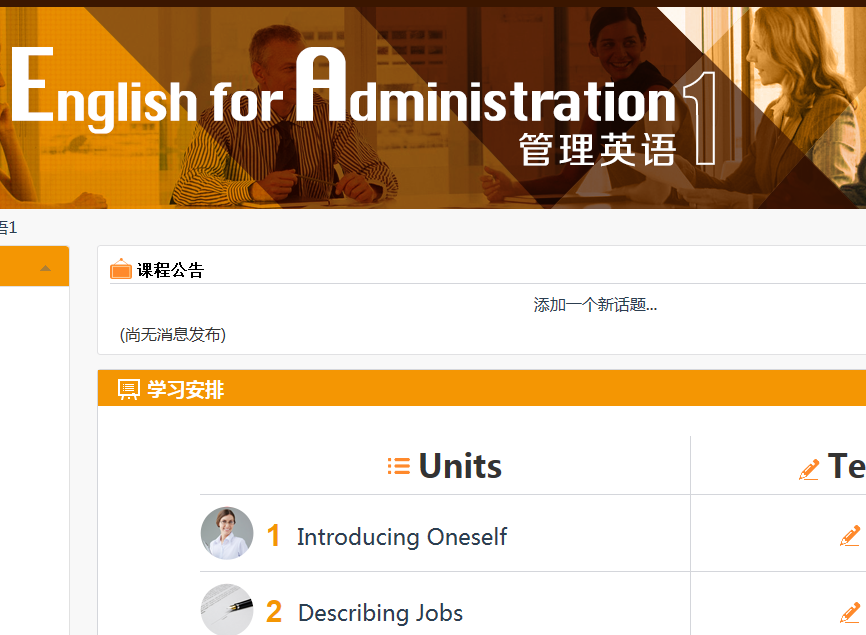 English for Administration 1
管理英语
语1
课程公告
添加一个新话题...
(尚无消息发布)
学习安排
Units
Te
1 Introducing Oneself
2 Describing Jobs